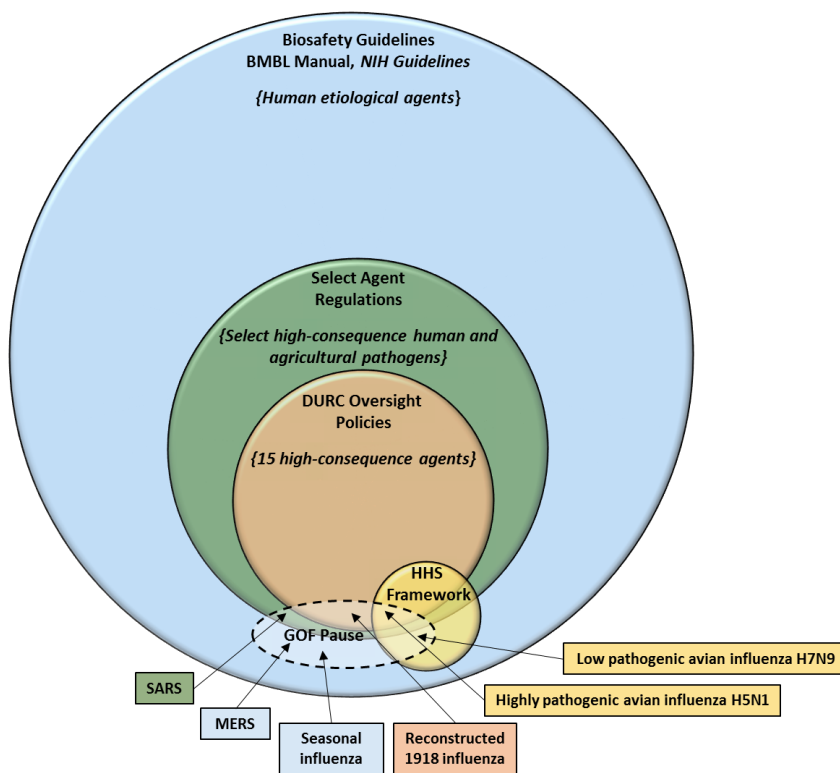 Biosafety Guidelines
BMBL Manual, NIH Guidelines
{Human etiological agents}
Select Agent
Regulations
{Select high-consequence human and
agricultural pathogens}
DURC Oversight
Policies
{15 high-consequence agents}
HHS
Framework
GOF Pause
Low pathogenic avian influenza H7N9
SARS
Highly pathogenic avian influenza H5N1
MERS
Seasonal
influenza
Reconstructed
1918 influenza